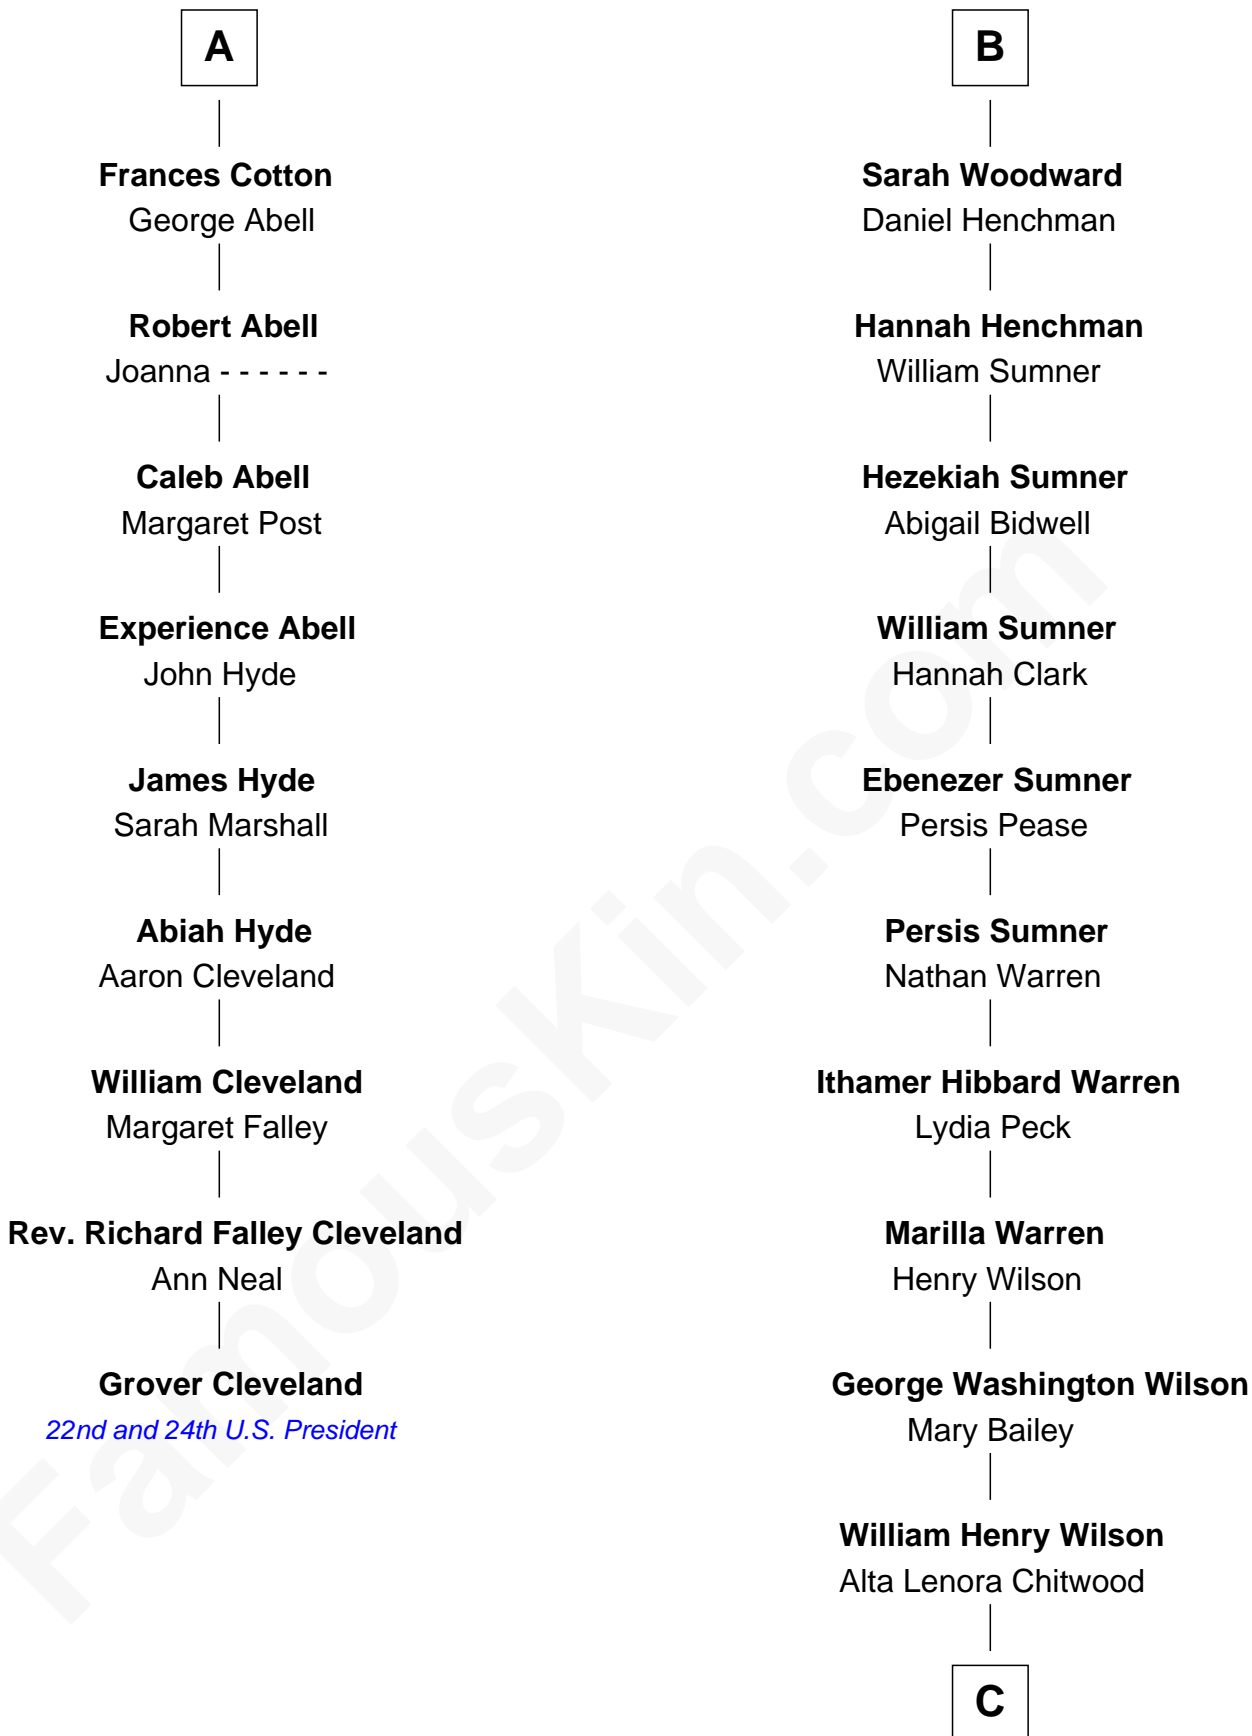 A
Frances Cotton
George Abell
Robert Abell
Joanna - - - - - -
Caleb Abell
Margaret Post
Experience Abell
John Hyde
James Hyde
Sarah Marshall
Abiah Hyde
Aaron Cleveland
William Cleveland
Margaret Falley
Rev. Richard Falley Cleveland
Ann Neal
Grover Cleveland
22nd and 24th U.S. President
B
Sarah Woodward
Daniel Henchman
Hannah Henchman
William Sumner
Hezekiah Sumner
Abigail Bidwell
William Sumner
Hannah Clark
Ebenezer Sumner
Persis Pease
Persis Sumner
Nathan Warren
Ithamer Hibbard Warren
Lydia Peck
Marilla Warren
Henry Wilson
George Washington Wilson
Mary Bailey
William Henry Wilson
Alta Lenora Chitwood
C
FamousKin.com